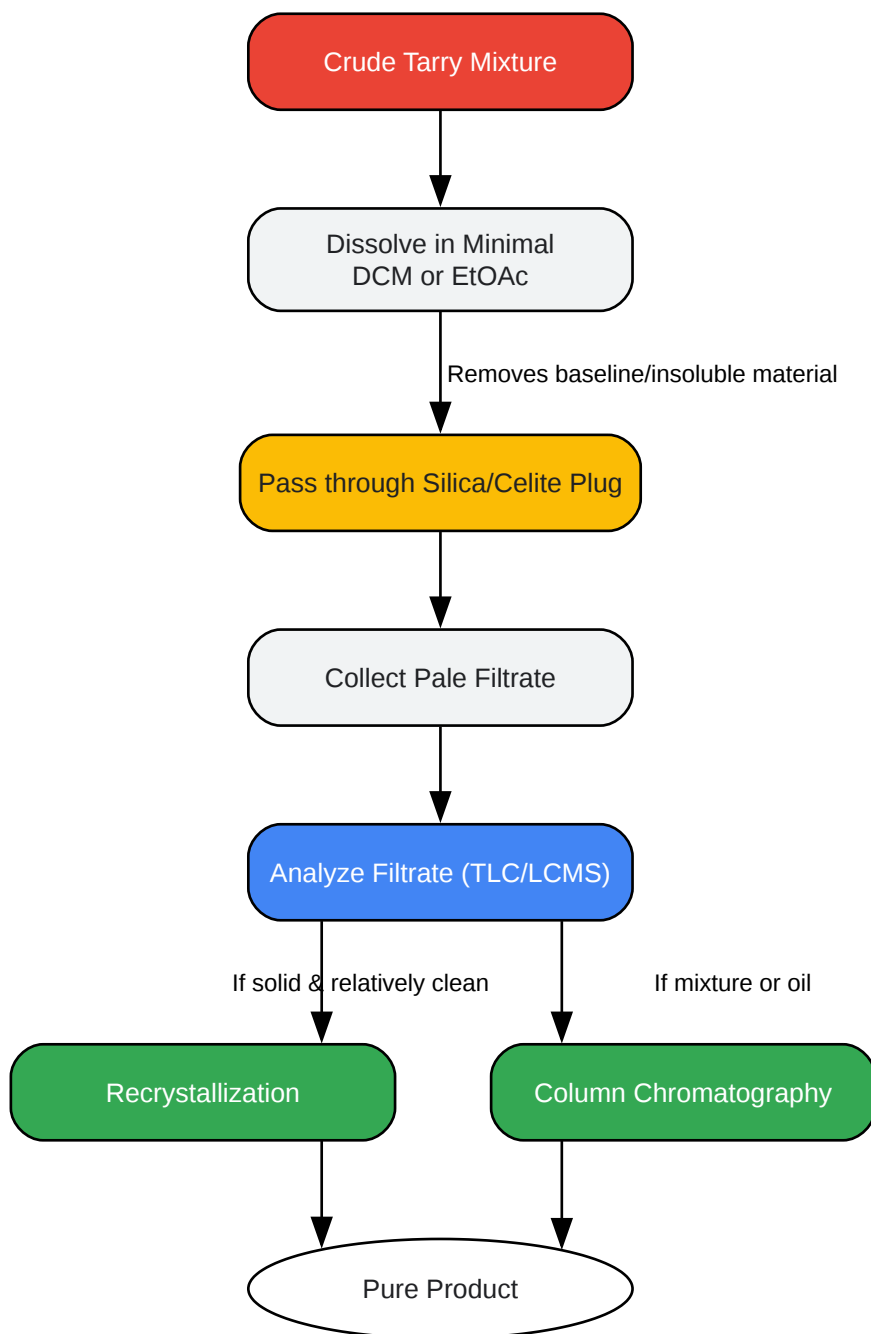 Crude Tarry Mixture
Dissolve in Minimal
DCM or EtOAc
Removes baseline/insoluble material
Pass through Silica/Celite Plug
Collect Pale Filtrate
Analyze Filtrate (TLC/LCMS)
If solid & relatively clean
If mixture or oil
Recrystallization
Column Chromatography
Pure Product